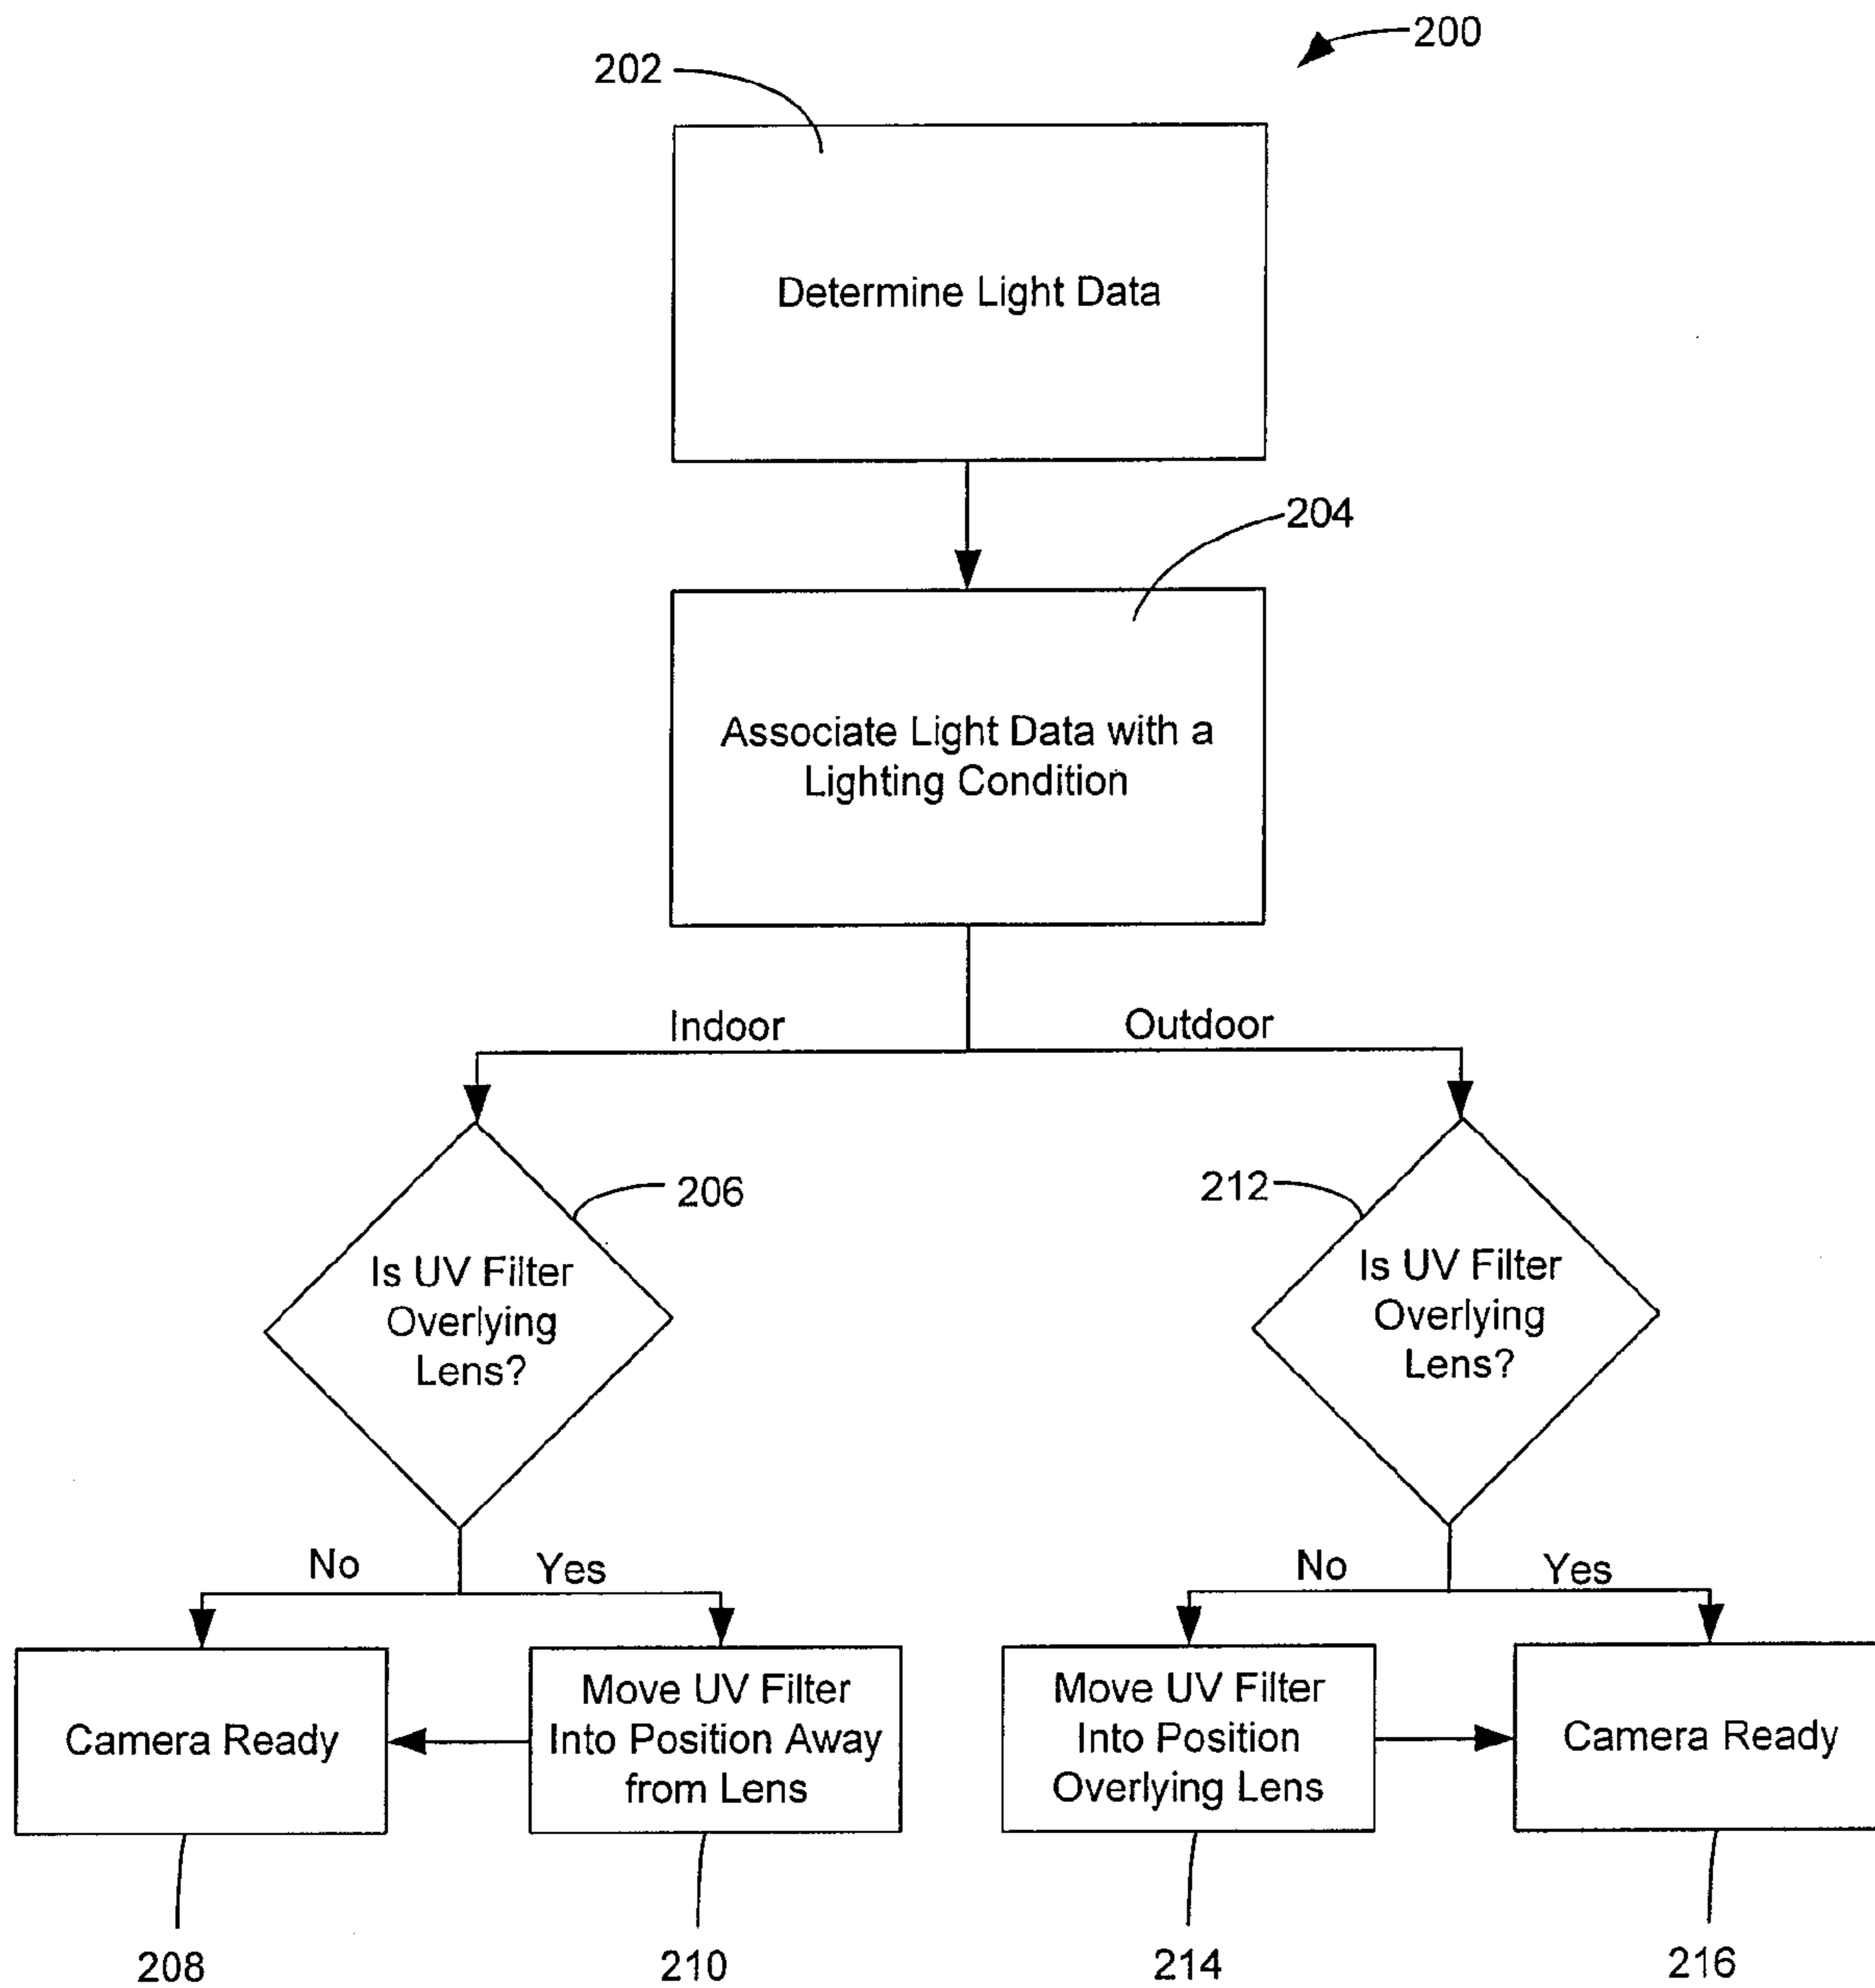 200
202
Determine Light Data
204
Associate Light Data with a
Lighting Condition
Indoor
Outdoor
206
Is UV Filter
Overlying
Lens?
212
Is UV Filter
Overlying
Lens?
No
Yes
No
Yes
Camera Ready
Move UV Filter
Into Position Away
from Lens
Move UV Filter
Into Position
Overlying Lens
Camera Ready
208
210
214
216